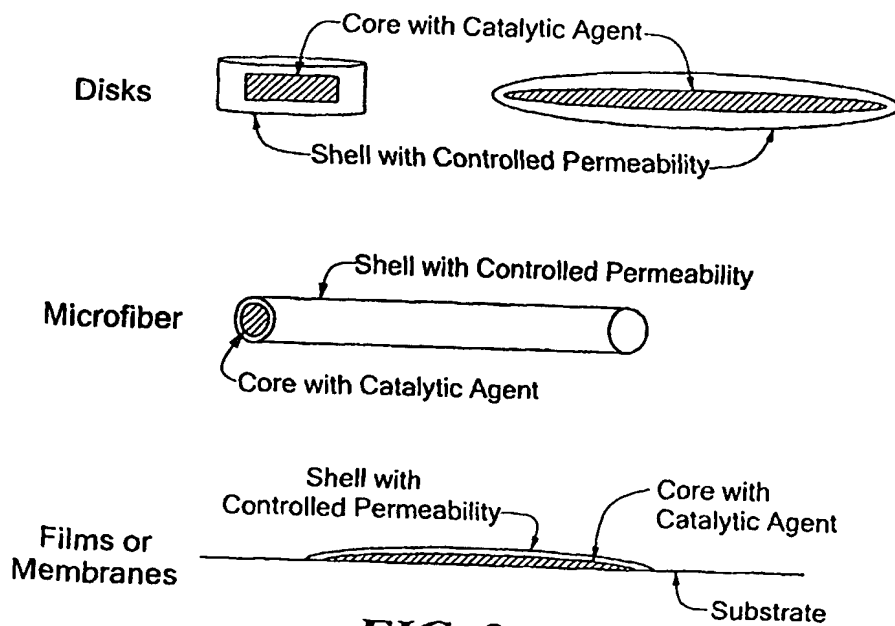 Core with Catalytic Agent
Disks
Shell with Controlled Permeability
Shell with Controlled Permeability
Microfiber
Core with Catalytic Agent
Shell with
Controlled Permeability
Core with
Catalytic Agent
Films or
Membranes
Substrate